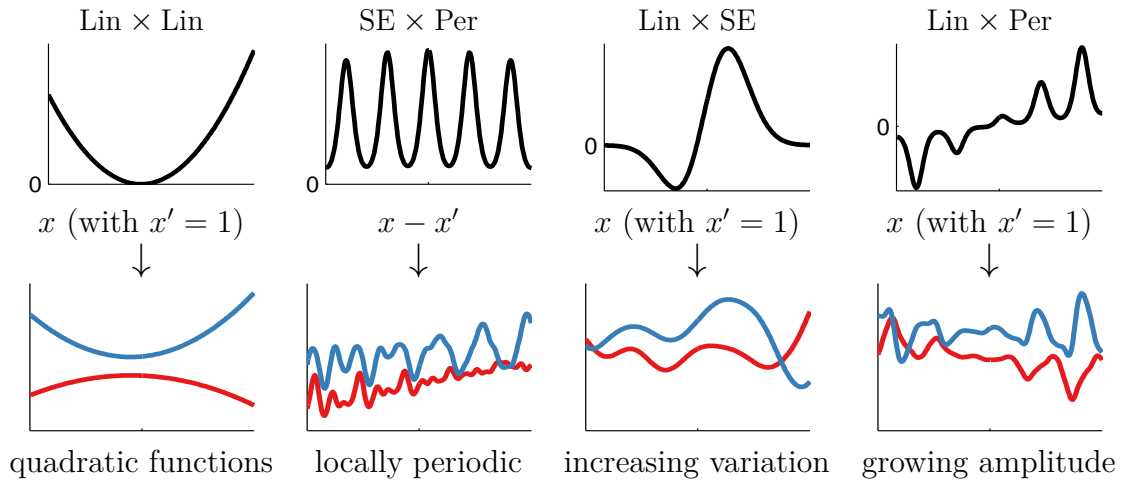 Lin × Lin
SE × Per
Lin × SE
Lin × Per
0
0
0
0
x (with x′ = 1)
x − x′
x (with x′ = 1)
x (with x′ = 1)
quadratic functions
locally periodic
increasing variation
growing amplitude